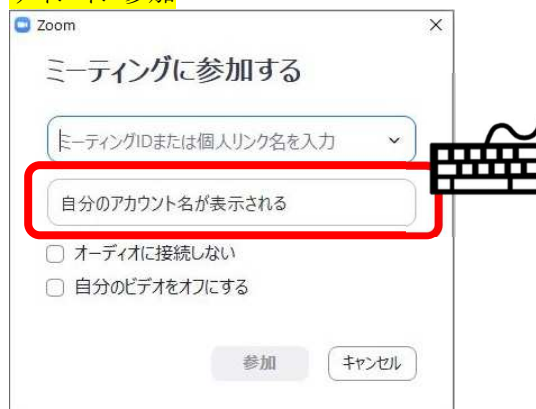 Zoom
ミーティングに参加する
ミーティングIDまたは個人リンク名を入力
自分のアカウント名が表示される
オーディオに接続しない
自分のビデオをオフにする
参加
キャンセル